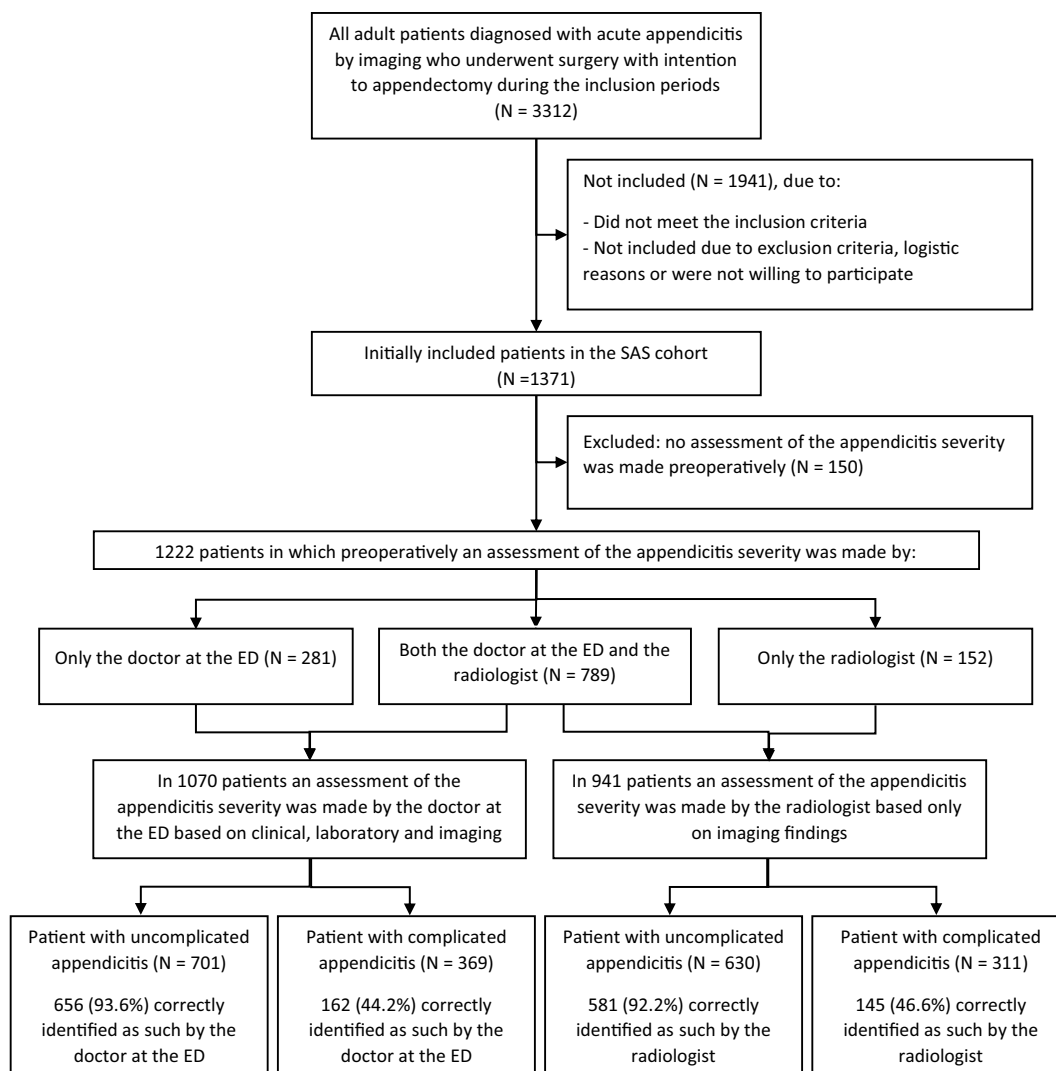 All adult patients diagnosed with acute appendicitis
by imaging who underwent surgery with intention
to appendectomy during the inclusion periods
(N = 3312)
Not included (N = 1941), due to:
- Did not meet the inclusion criteria
- Not included due to exclusion criteria, logistic
reasons or were not willing to participate
Initially included patients in the SAS cohort
(N =1371)
Excluded: no assessment of the appendicitis severity
was made preoperatively (N = 150)
1222 patients in which preoperatively an assessment of the appendicitis severity was made by:
Only the doctor at the ED (N = 281)
Both the doctor at the ED and the
radiologist (N = 789)
Only the radiologist (N = 152)
In 1070 patients an assessment of the
appendicitis severity was made by the doctor at
the ED based on clinical, laboratory and imaging
In 941 patients an assessment of the appendicitis
severity was made by the radiologist based only
on imaging findings
Patient with uncomplicated
appendicitis (N = 701)
656 (93.6%) correctly
identified as such by the
doctor at the ED
Patient with complicated
appendicitis (N = 369)
162 (44.2%) correctly
identified as such by the
doctor at the ED
Patient with uncomplicated
appendicitis (N = 630)
581 (92.2%) correctly
identified as such by the
radiologist
Patient with complicated
appendicitis (N = 311)
145 (46.6%) correctly
identified as such by the
radiologist